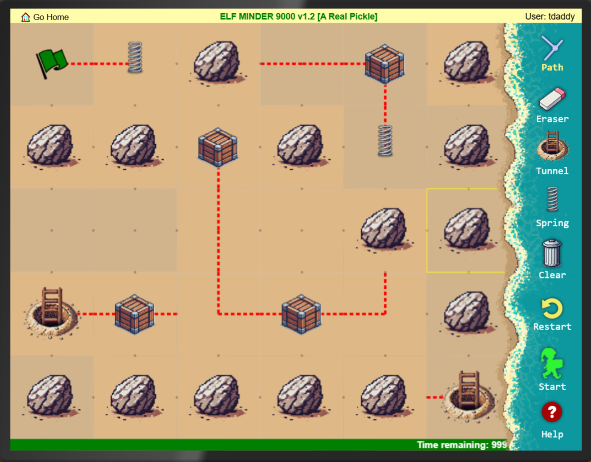 Go Home
ELF MINDER 9000 v1.2 [A Real Pickle]
User: tdaddy
Path
Eraser
Tunnel
Spring
Clear
Restart
Start
Help
Time remaining: 999